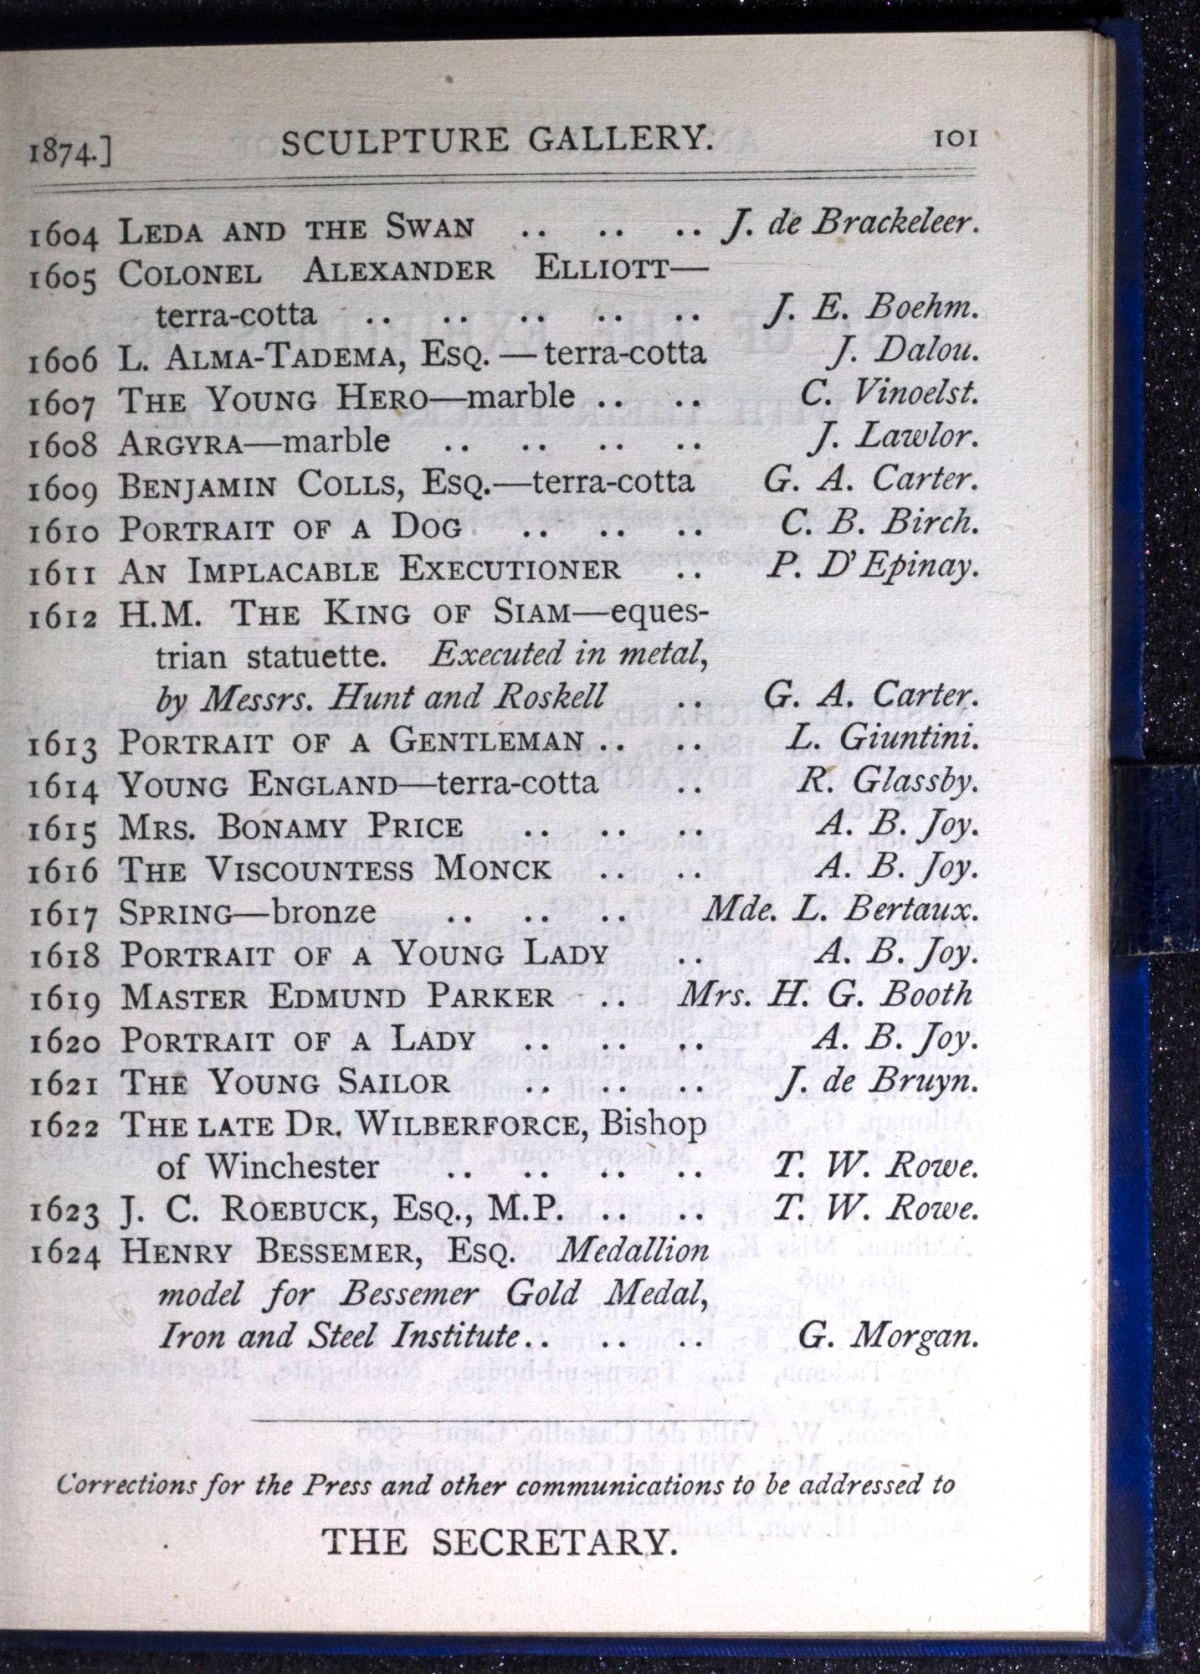 1874.] SCULPTURE GALLERY. 101
1604 LEDA AND THE SWAN .. .. .. J. de Brackeleer.
1605 COLONEL ALEXANDER ELLIOTT—
terra-cotta .. .. .. .. .. J. E. Boehm.
1606 L. ALMA-TADEMA, ESQ.—terra-cotta J. Dalou.
1607 THE YOUNG HERO—marble .. .. C. Vinoelst.
1608 ARGYRA—marble .. .. .. .. J. Lawlor.
1609 BENJAMIN COLLS, ESQ.—terra-cotta G. A. Carter.
1610 PORTRAIT OF A DOG .. .. .. C. B. Birch.
1611 AN IMPLACABLE EXECUTIONER .. P. D'Epinay.
1612 H.M. THE KING OF SIAM—eques-
trian statuette. Executed in metal,
by Messrs. Hunt and Roskell .. G. A. Carter.
1613 PORTRAIT OF A GENTLEMAN .. .. L. Giuntini.
1614 YOUNG ENGLAND—terra-cotta .. R. Glassby.
1615 MRS. BONAMY PRICE .. .. .. A. B. Joy.
1616 THE VISCOUNTESS MONCK .. .. A. B. Joy.
1617 SPRING—bronze .. .. .. Mde. L. Bertaux.
1618 PORTRAIT OF A YOUNG LADY .. A. B. Joy.
1619 MASTER EDMUND PARKER .. Mrs. H. G. Booth
1620 PORTRAIT OF A LADY .. .. .. A. B. Joy.
1621 THE YOUNG SAILOR .. .. .. J. de Bruyn.
1622 THE LATE DR. WILBERFORCE, Bishop
of Winchester .. .. .. .. T. W. Rowe.
1623 J. C. ROEBUCK, ESQ., M.P. .. .. T. W. Rowe.
1624 HENRY BESSEMER, ESQ. Medallion
model for Bessemer Gold Medal,
Iron and Steel Institute .. .. .. G. Morgan.
Corrections for the Press and other communications to be addressed to
THE SECRETARY.